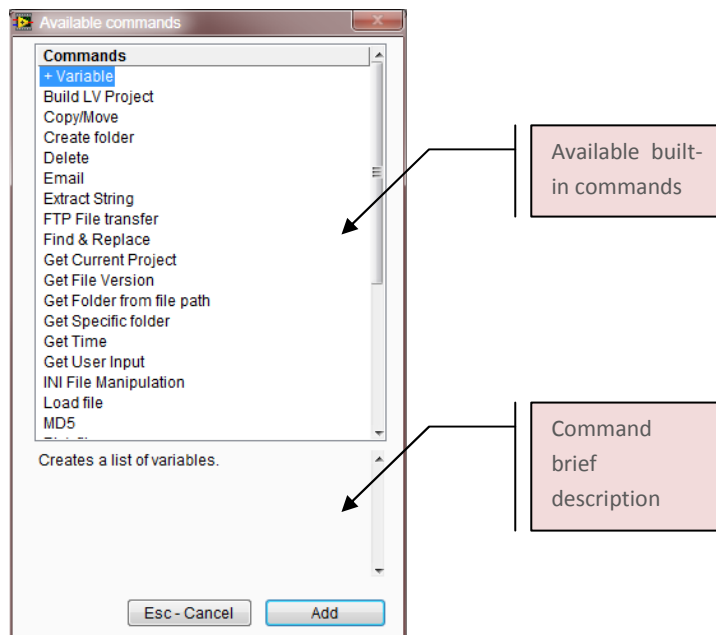 Available commands
Commands
+ Variable
Build LV Project
Copy/Move
Create folder
Delete
Email
Extract String
FTP File transfer
Find & Replace
Get Current Project
Get File Version
Get Folder from file path
Get Specific folder
Get Time
Get User Input
INI File Manipulation
Load file
MD5
Creates a list of variables.
Esc - Cancel
Add
Available built-
in commands
Command
brief
description